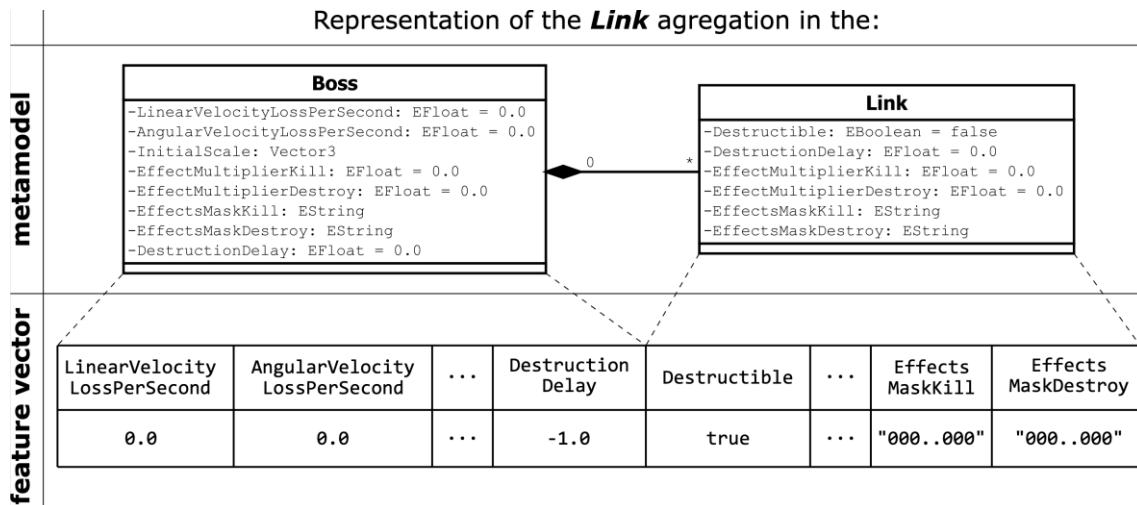 Representation of the Link agregation in the:
metamodel
Boss
-LinearVelocityLossPerSecond: EFloat = 0.0
-AngularVelocityLossPerSecond: EFloat = 0.0
-InitialScale: Vector3
-EffectMultiplierKill: EFloat = 0.0
-EffectMultiplierDestroy: EFloat = 0.0
-EffectsMaskKill: EString
-EffectsMaskDestroy: EString
-DestructionDelay: EFloat = 0.0
0
*
Link
-Destructible: EBoolean = false
-DestructionDelay: EFloat = 0.0
-EffectMultiplierKill: EFloat = 0.0
-EffectMultiplierDestroy: EFloat = 0.0
-EffectsMaskKill: EString
-EffectsMaskDestroy: EString
feature vector
LinearVelocity
LossPerSecond
AngularVelocity
LossPerSecond
...
Destruction
Delay
Destructible
...
Effects
MaskKill
Effects
MaskDestroy
0.0
0.0
...
-1.0
true
...
"000..000"
"000..000"